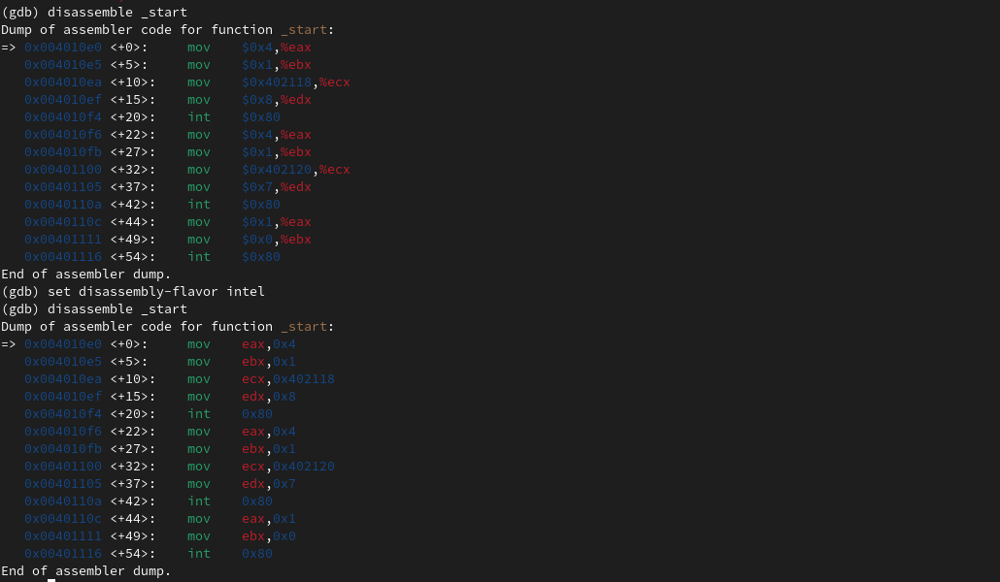 (gdb) disassemble _start
Dump of assembler code for function _start:
=> 0x004010e0 <+0>:     mov    $0x4,%eax
   0x004010e5 <+5>:     mov    $0x1,%ebx
   0x004010ea <+10>:    mov    $0x402118,%ecx
   0x004010ef <+15>:    mov    $0x8,%edx
   0x004010f4 <+20>:    int    $0x80
   0x004010f6 <+22>:    mov    $0x4,%eax
   0x004010fb <+27>:    mov    $0x1,%ebx
   0x00401100 <+32>:    mov    $0x402120,%ecx
   0x00401105 <+37>:    mov    $0x7,%edx
   0x0040110a <+42>:    int    $0x80
   0x0040110c <+44>:    mov    $0x1,%eax
   0x00401111 <+49>:    mov    $0x0,%ebx
   0x00401116 <+54>:    int    $0x80
End of assembler dump.
(gdb) set disassembly-flavor intel
(gdb) disassemble _start
Dump of assembler code for function _start:
=> 0x004010e0 <+0>:     mov    eax,0x4
   0x004010e5 <+5>:     mov    ebx,0x1
   0x004010ea <+10>:    mov    ecx,0x402118
   0x004010ef <+15>:    mov    edx,0x8
   0x004010f4 <+20>:    int    0x80
   0x004010f6 <+22>:    mov    eax,0x4
   0x004010fb <+27>:    mov    ebx,0x1
   0x00401100 <+32>:    mov    ecx,0x402120
   0x00401105 <+37>:    mov    edx,0x7
   0x0040110a <+42>:    int    0x80
   0x0040110c <+44>:    mov    eax,0x1
   0x00401111 <+49>:    mov    ebx,0x0
   0x00401116 <+54>:    int    0x80
End of assembler dump.